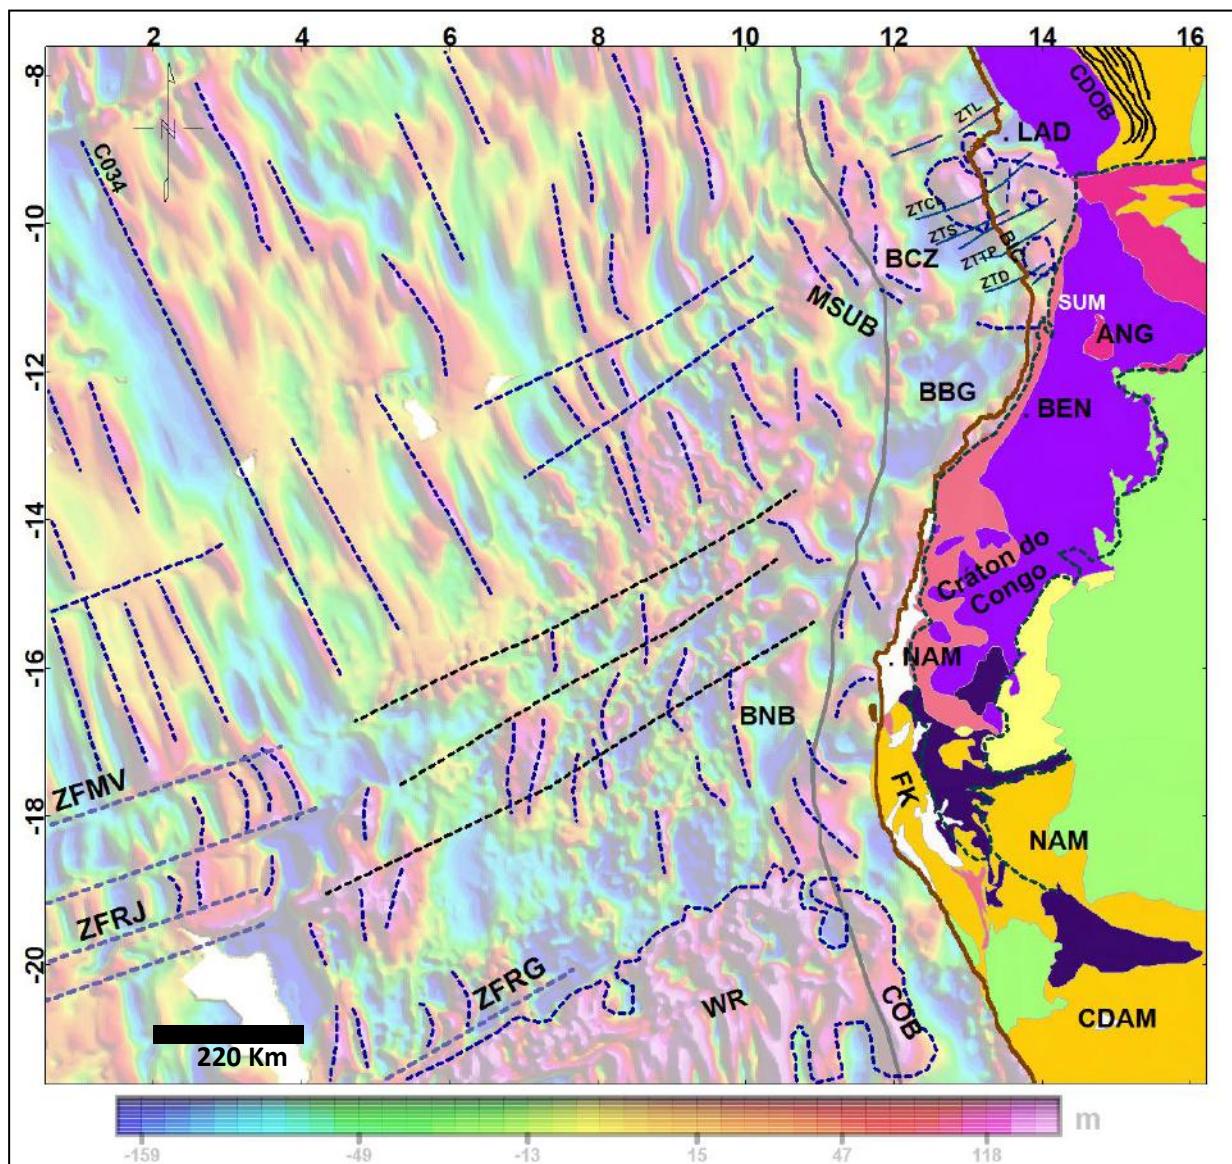 2 4 6 8 10 12 14 16
-8
-10
-12
-14
-16
-18
-20
N
C034
CDOB
ZTL
LAD
ZTCL
ZTS
BCZ
ZTTP
ZTD
SUM
MSUB
ANG
BBG
BEN
Cráton do
Congo
NAM
BNB
ZFMV
FK
NAM
ZFRJ
ZFRG
WR
COB
CDAM
220 Km
m
-159 -49 -13 15 47 118